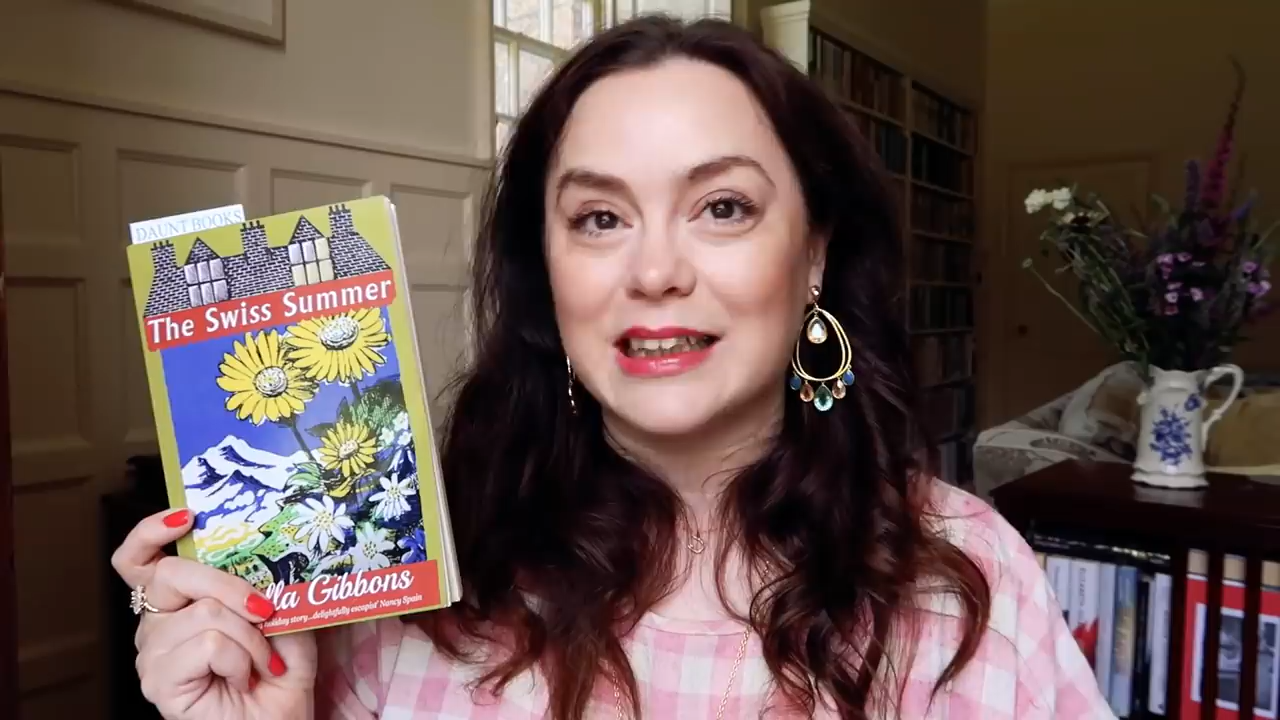 DAUNT BOOKS
The Swiss Summer
lla Gibbons
holiday story...delightfully escapist' Nancy Spain